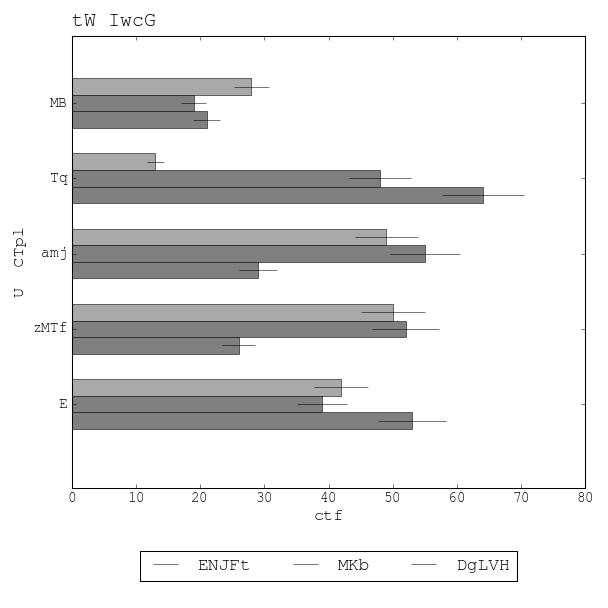 tW IwcG
MB
Tq
amj
zMTf
E
U CTpl
0 10 20 30 40 50 60 70 80
ctf
ENJFt MKb DgLVH